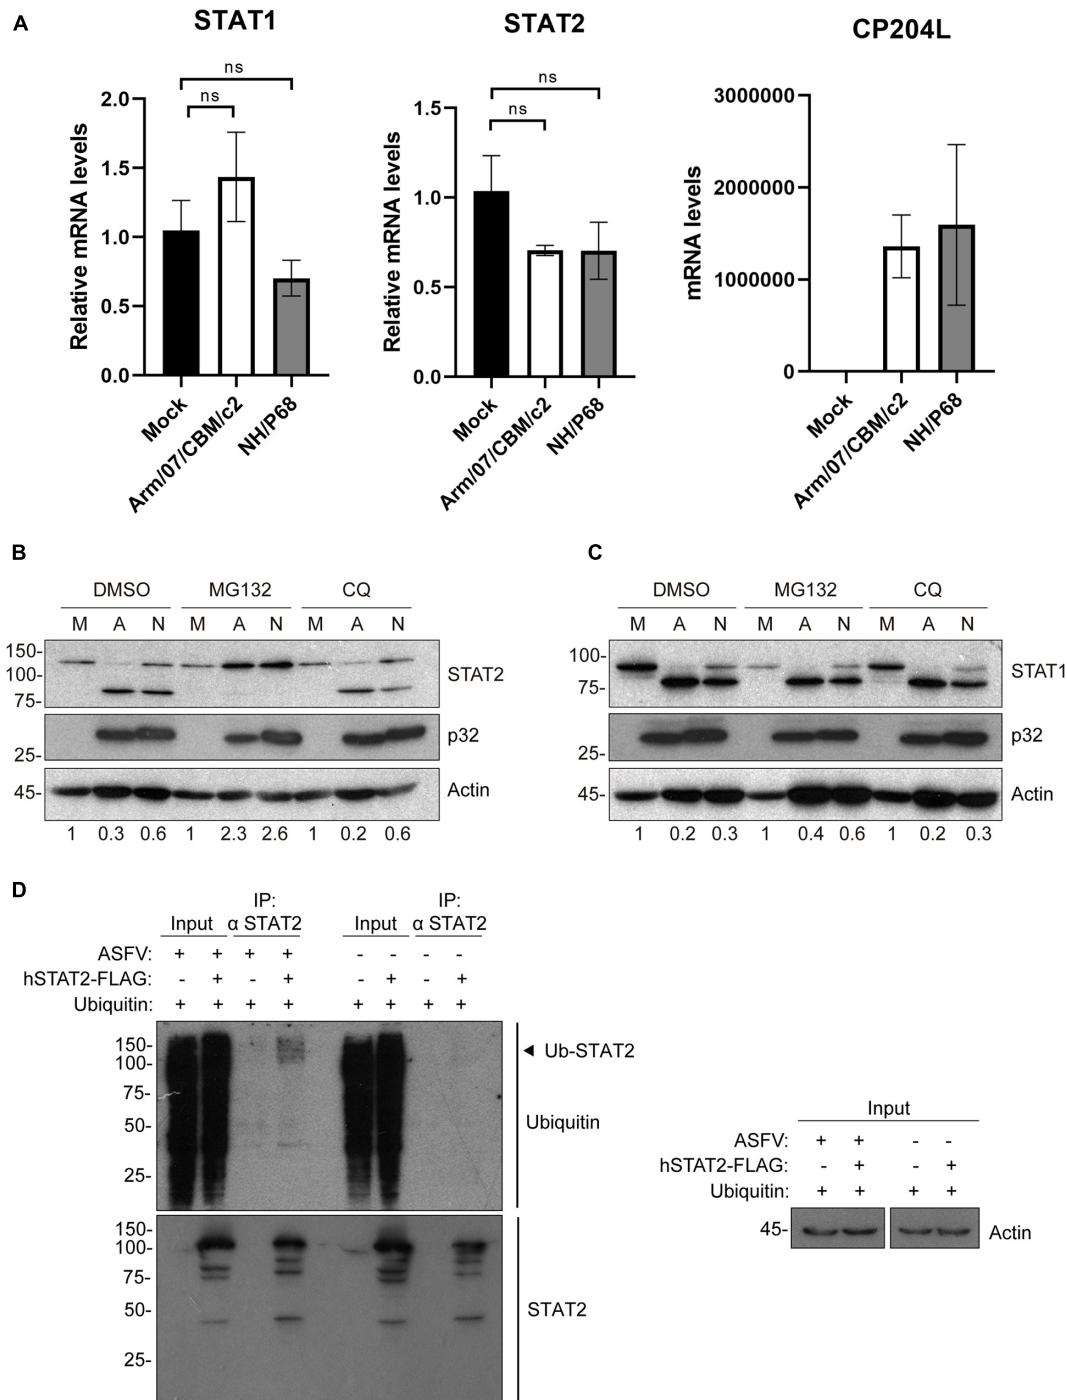 A
STAT1
STAT2
CP204L
ns
ns
ns
ns
Relative mRNA levels
2.0
1.5
1.0
0.5
0.0
Mock
Arm/07/CBM/c2
NH/P68
Relative mRNA levels
1.5
1.0
0.5
0.0
Mock
Arm/07/CBM/c2
NH/P68
mRNA levels
3000000
2000000
1000000
0
Mock
Arm/07/CBM/c2
NH/P68
B
DMSO MG132 CQ
M A N M A N M A N
150-
100-
75-
STAT2
25-
p32
45-
Actin
1 0.3 0.6 1 2.3 2.6 1 0.2 0.6
C
DMSO MG132 CQ
M A N M A N M A N
100-
75-
STAT1
25-
p32
45-
Actin
1 0.2 0.3 1 0.4 0.6 1 0.2 0.3
D
IP: IP:
Input α STAT2 Input α STAT2
ASFV: + + + + - - - -
hSTAT2-FLAG: - + - + - + - +
Ubiquitin: + + + + + + + +
150-
100-
75-
50-
25-
◄ Ub-STAT2
Ubiquitin
150-
100-
75-
50-
25-
STAT2
Input
ASFV: + + - -
hSTAT2-FLAG: - + - +
Ubiquitin: + + + +
45-
Actin